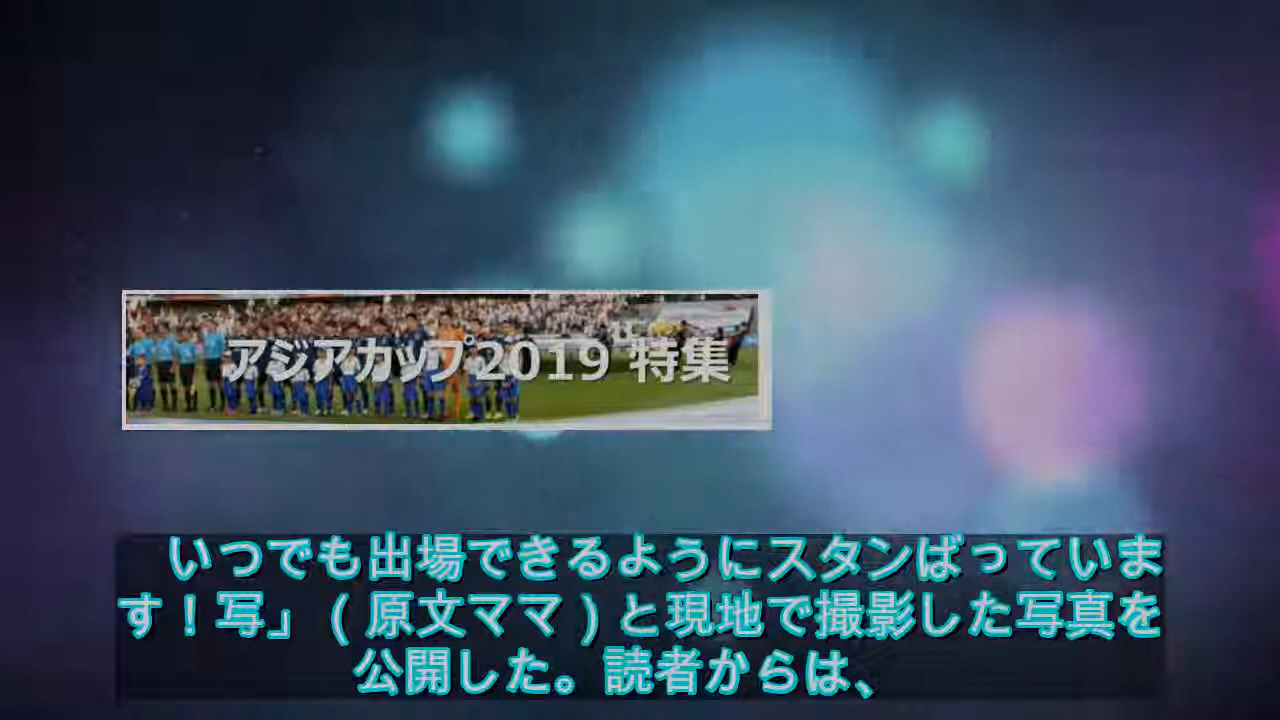 アジアカップ2019 特集
いつでも出場できるようにスタンばっていま
す！写」(原文ママ)と現地で撮影した写真を
公開した。読者からは、